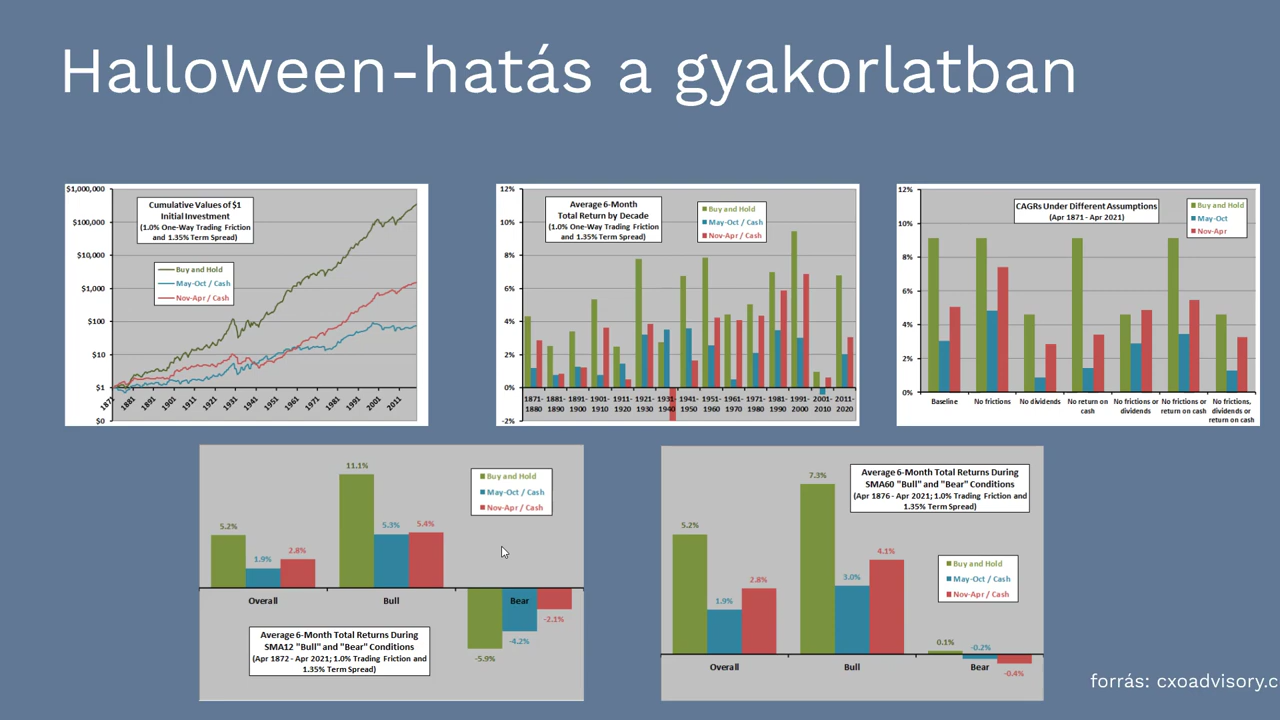 Halloween-hatás a gyakorlatban
$1,000,000
$100,000
$10,000
$1,000
$100
$10
$1
$0
Cumulative Values of $1
Initial Investment
(1.0% One-Way Trading Friction
and 1.35% Term Spread)
Buy and Hold
May-Oct / Cash
Nov-Apr / Cash
1871
1881
1891
1901
1911
1921
1931
1941
1951
1961
1971
1981
1991
2001
2011
12%
10%
8%
6%
4%
2%
0%
-2%
Average 6-Month
Total Return by Decade
(1.0% One-Way Trading Friction
and 1.35% Term Spread)
Buy and Hold
May-Oct / Cash
Nov-Apr / Cash
1871- 1881- 1891- 1901- 1911- 1921- 1931- 1941- 1951- 1961- 1971- 1981- 1991- 2001- 2011-
1880 1890 1900 1910 1920 1930 1940 1950 1960 1970 1980 1990 2000 2010 2020
12%
10%
8%
6%
4%
2%
0%
CAGRs Under Different Assumptions
(Apr 1871 - Apr 2021)
Buy and Hold
May-Oct
Nov-Apr
Baseline
No frictions
No dividends
No return on
cash
No frictions or
dividends
No frictions or
return on cash
No frictions,
dividends or
return on cash
5.2%
1.9%
2.8%
11.1%
5.3%
5.4%
-5.9%
-4.2%
-2.1%
Overall
Bull
Bear
Buy and Hold
May-Oct / Cash
Nov-Apr / Cash
Average 6-Month Total Returns During
SMA12 "Bull" and "Bear" Conditions
(Apr 1872 - Apr 2021; 1.0% Trading Friction and
1.35% Term Spread)
Average 6-Month Total Returns During
SMA60 "Bull" and "Bear" Conditions
(Apr 1876 - Apr 2021; 1.0% Trading Friction and
1.35% Term Spread)
5.2%
1.9%
2.8%
7.3%
3.0%
4.1%
0.1%
-0.2%
-0.4%
Buy and Hold
May-Oct / Cash
Nov-Apr / Cash
Overall
Bull
Bear
forrás: cxoadvisory.c